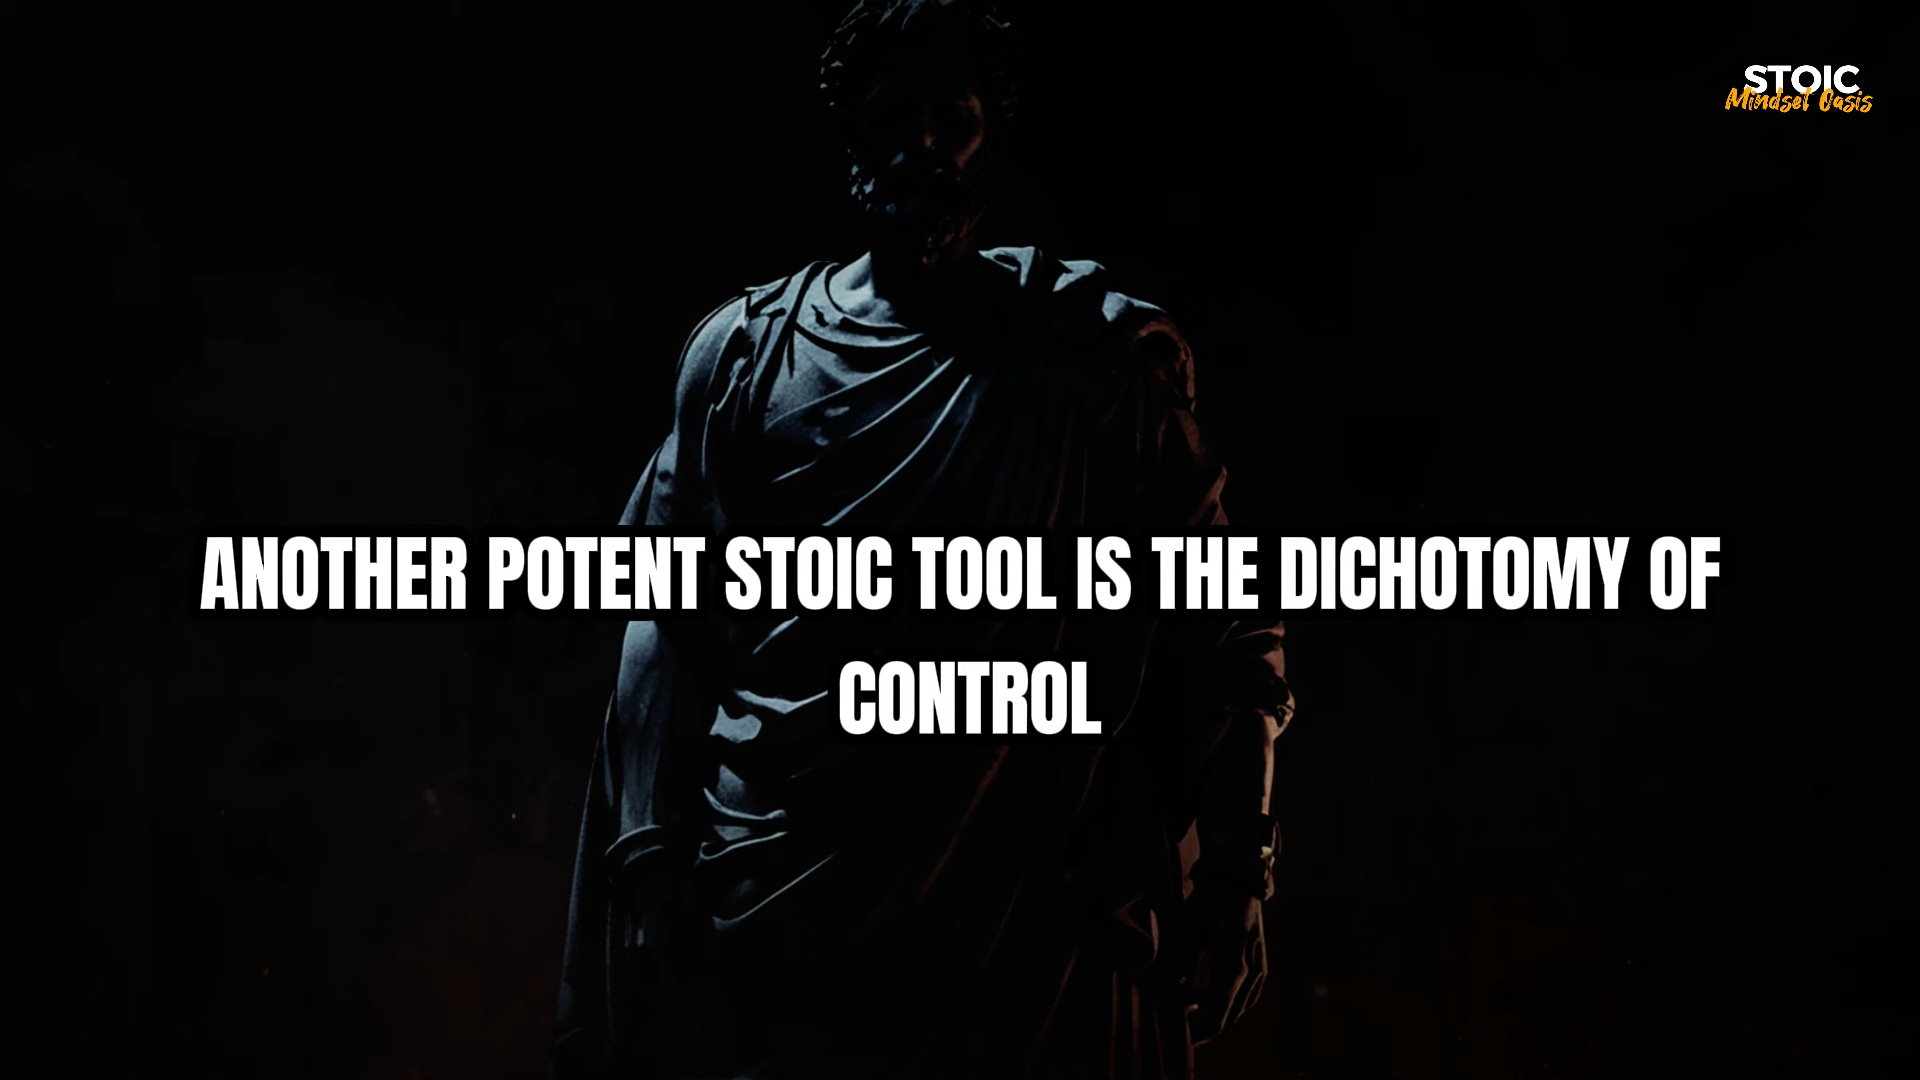 STOIC
Mindset Oasis
ANOTHER POTENT STOIC TOOL IS THE DICHOTOMY OF
CONTROL